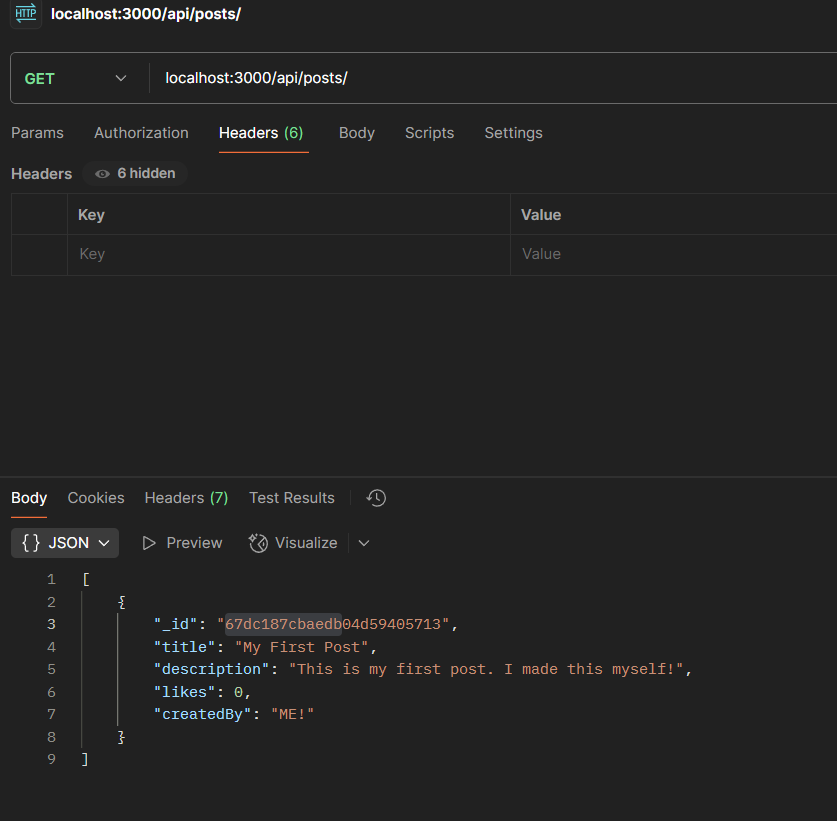 HTTP localhost:3000/api/posts/
GET localhost:3000/api/posts/
Params Authorization Headers (6) Body Scripts Settings
Headers 6 hidden
Key Value
Key Value
Body Cookies Headers (7) Test Results
{} JSON Preview Visualize
1 [
2 {
3 "_id": "67dc187cbaedb04d59405713",
4 "title": "My First Post",
5 "description": "This is my first post. I made this myself!",
6 "likes": 0,
7 "createdBy": "ME!"
8 }
9 ]